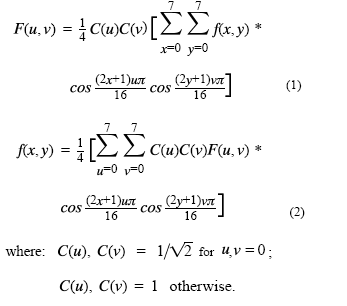 F(u, v) = 1/4 C(u)C(v) [ ∑_{x=0}^{7} ∑_{y=0}^{7} f(x, y) *
cos (2x+1)uπ/16 cos (2y+1)vπ/16 ] (1)
f(x, y) = 1/4 [ ∑_{u=0}^{7} ∑_{v=0}^{7} C(u)C(v)F(u, v) *
cos (2x+1)uπ/16 cos (2y+1)vπ/16 ] (2)
where: C(u), C(v) = 1/√2 for u,v = 0 ;
C(u), C(v) = 1 otherwise.